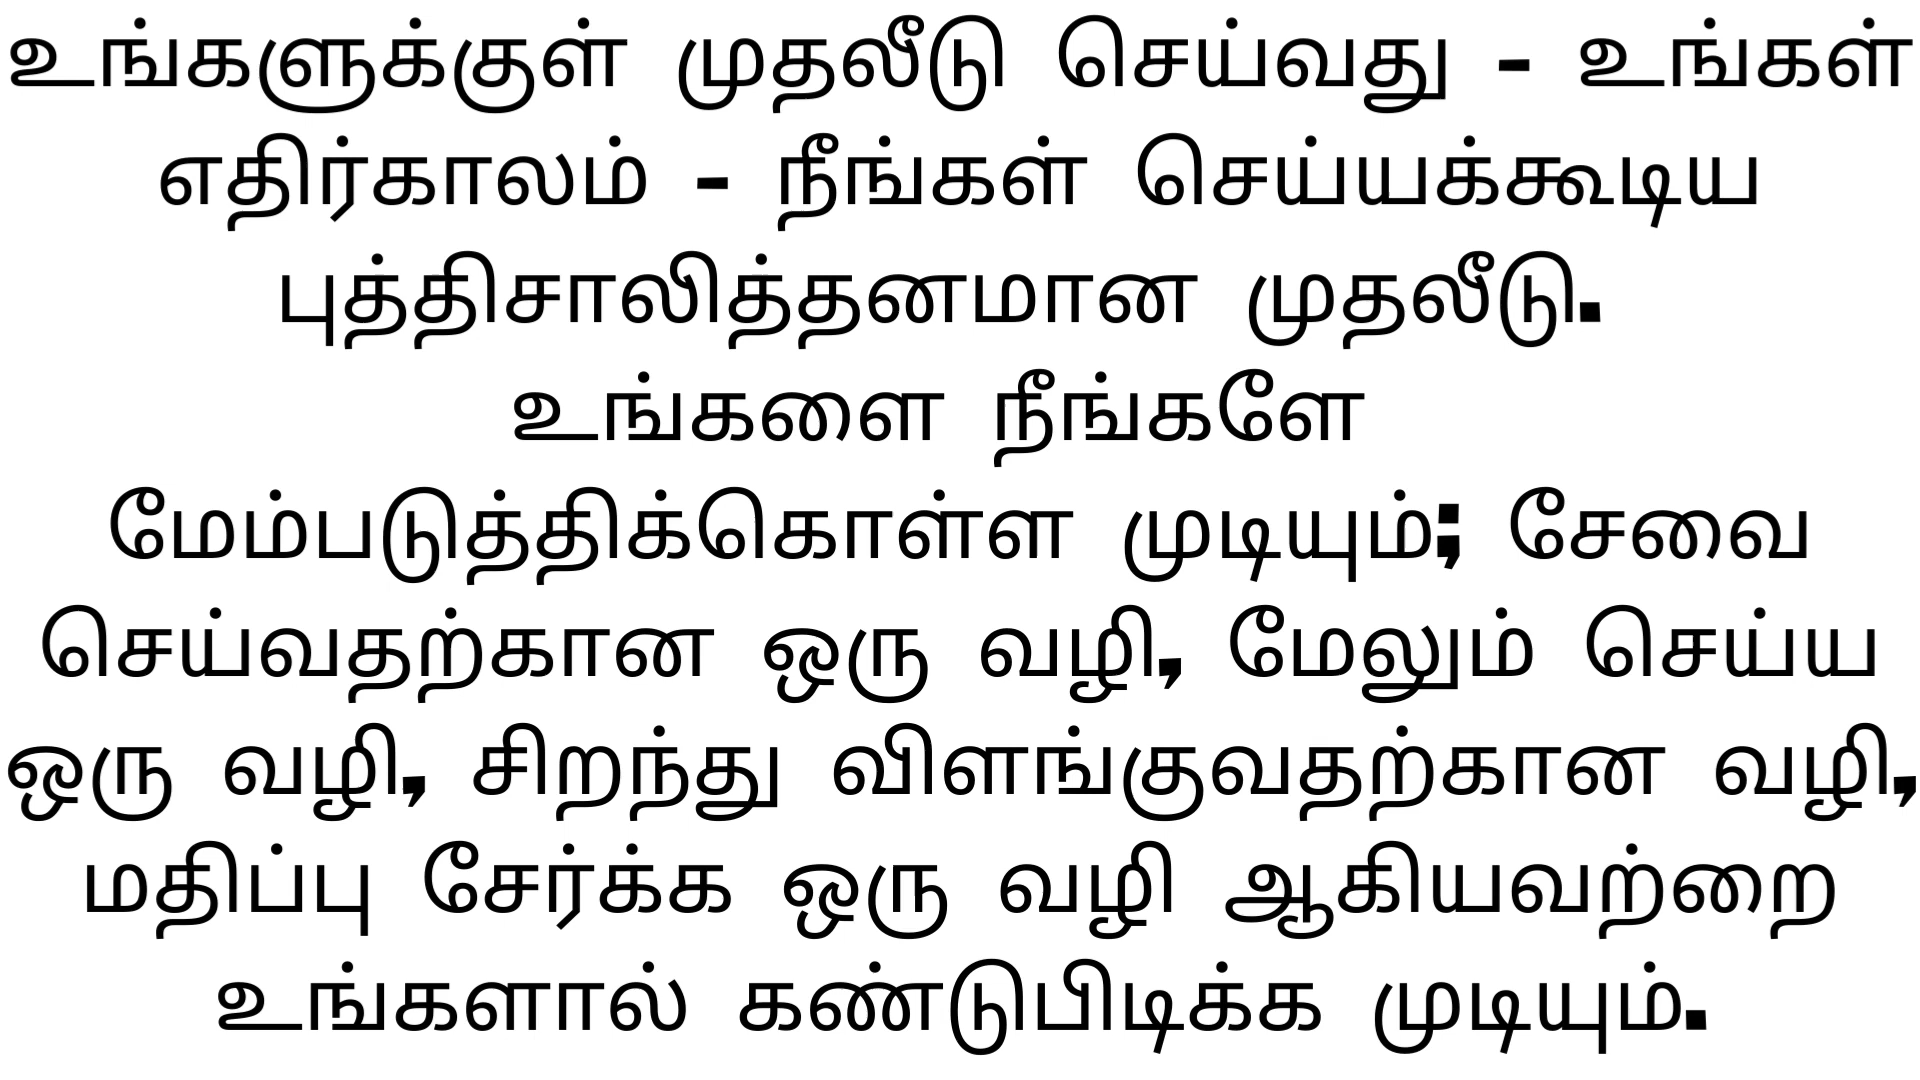 உங்களுக்குள் முதலீடு செய்வது - உங்கள்
எதிர்காலம் - நீங்கள் செய்யக்கூடிய
புத்திசாலித்தனமான முதலீடு.
உங்களை நீங்களே
மேம்படுத்திக்கொள்ள முடியும்; சேவை
செய்வதற்கான ஒரு வழி, மேலும் செய்ய
ஒரு வழி, சிறந்து விளங்குவதற்கான வழி,
மதிப்பு சேர்க்க ஒரு வழி ஆகியவற்றை
உங்களால் கண்டுபிடிக்க முடியும்.